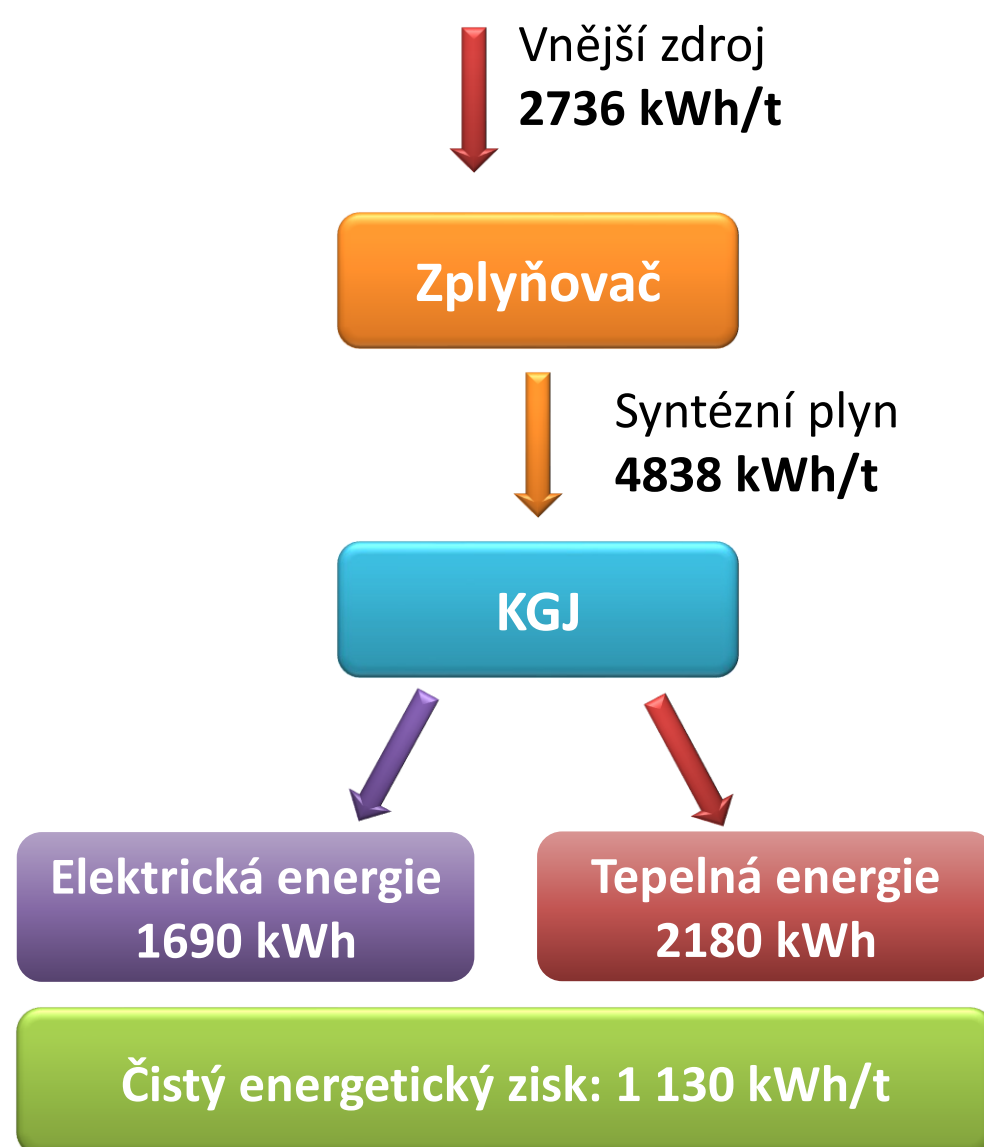 Vnější zdroj
2736 kWh/t
Zplyňovač
Syntézní plyn
4838 kWh/t
KGJ
Elektrická energie
1690 kWh
Tepelná energie
2180 kWh
Čistý energetický zisk: 1 130 kWh/t